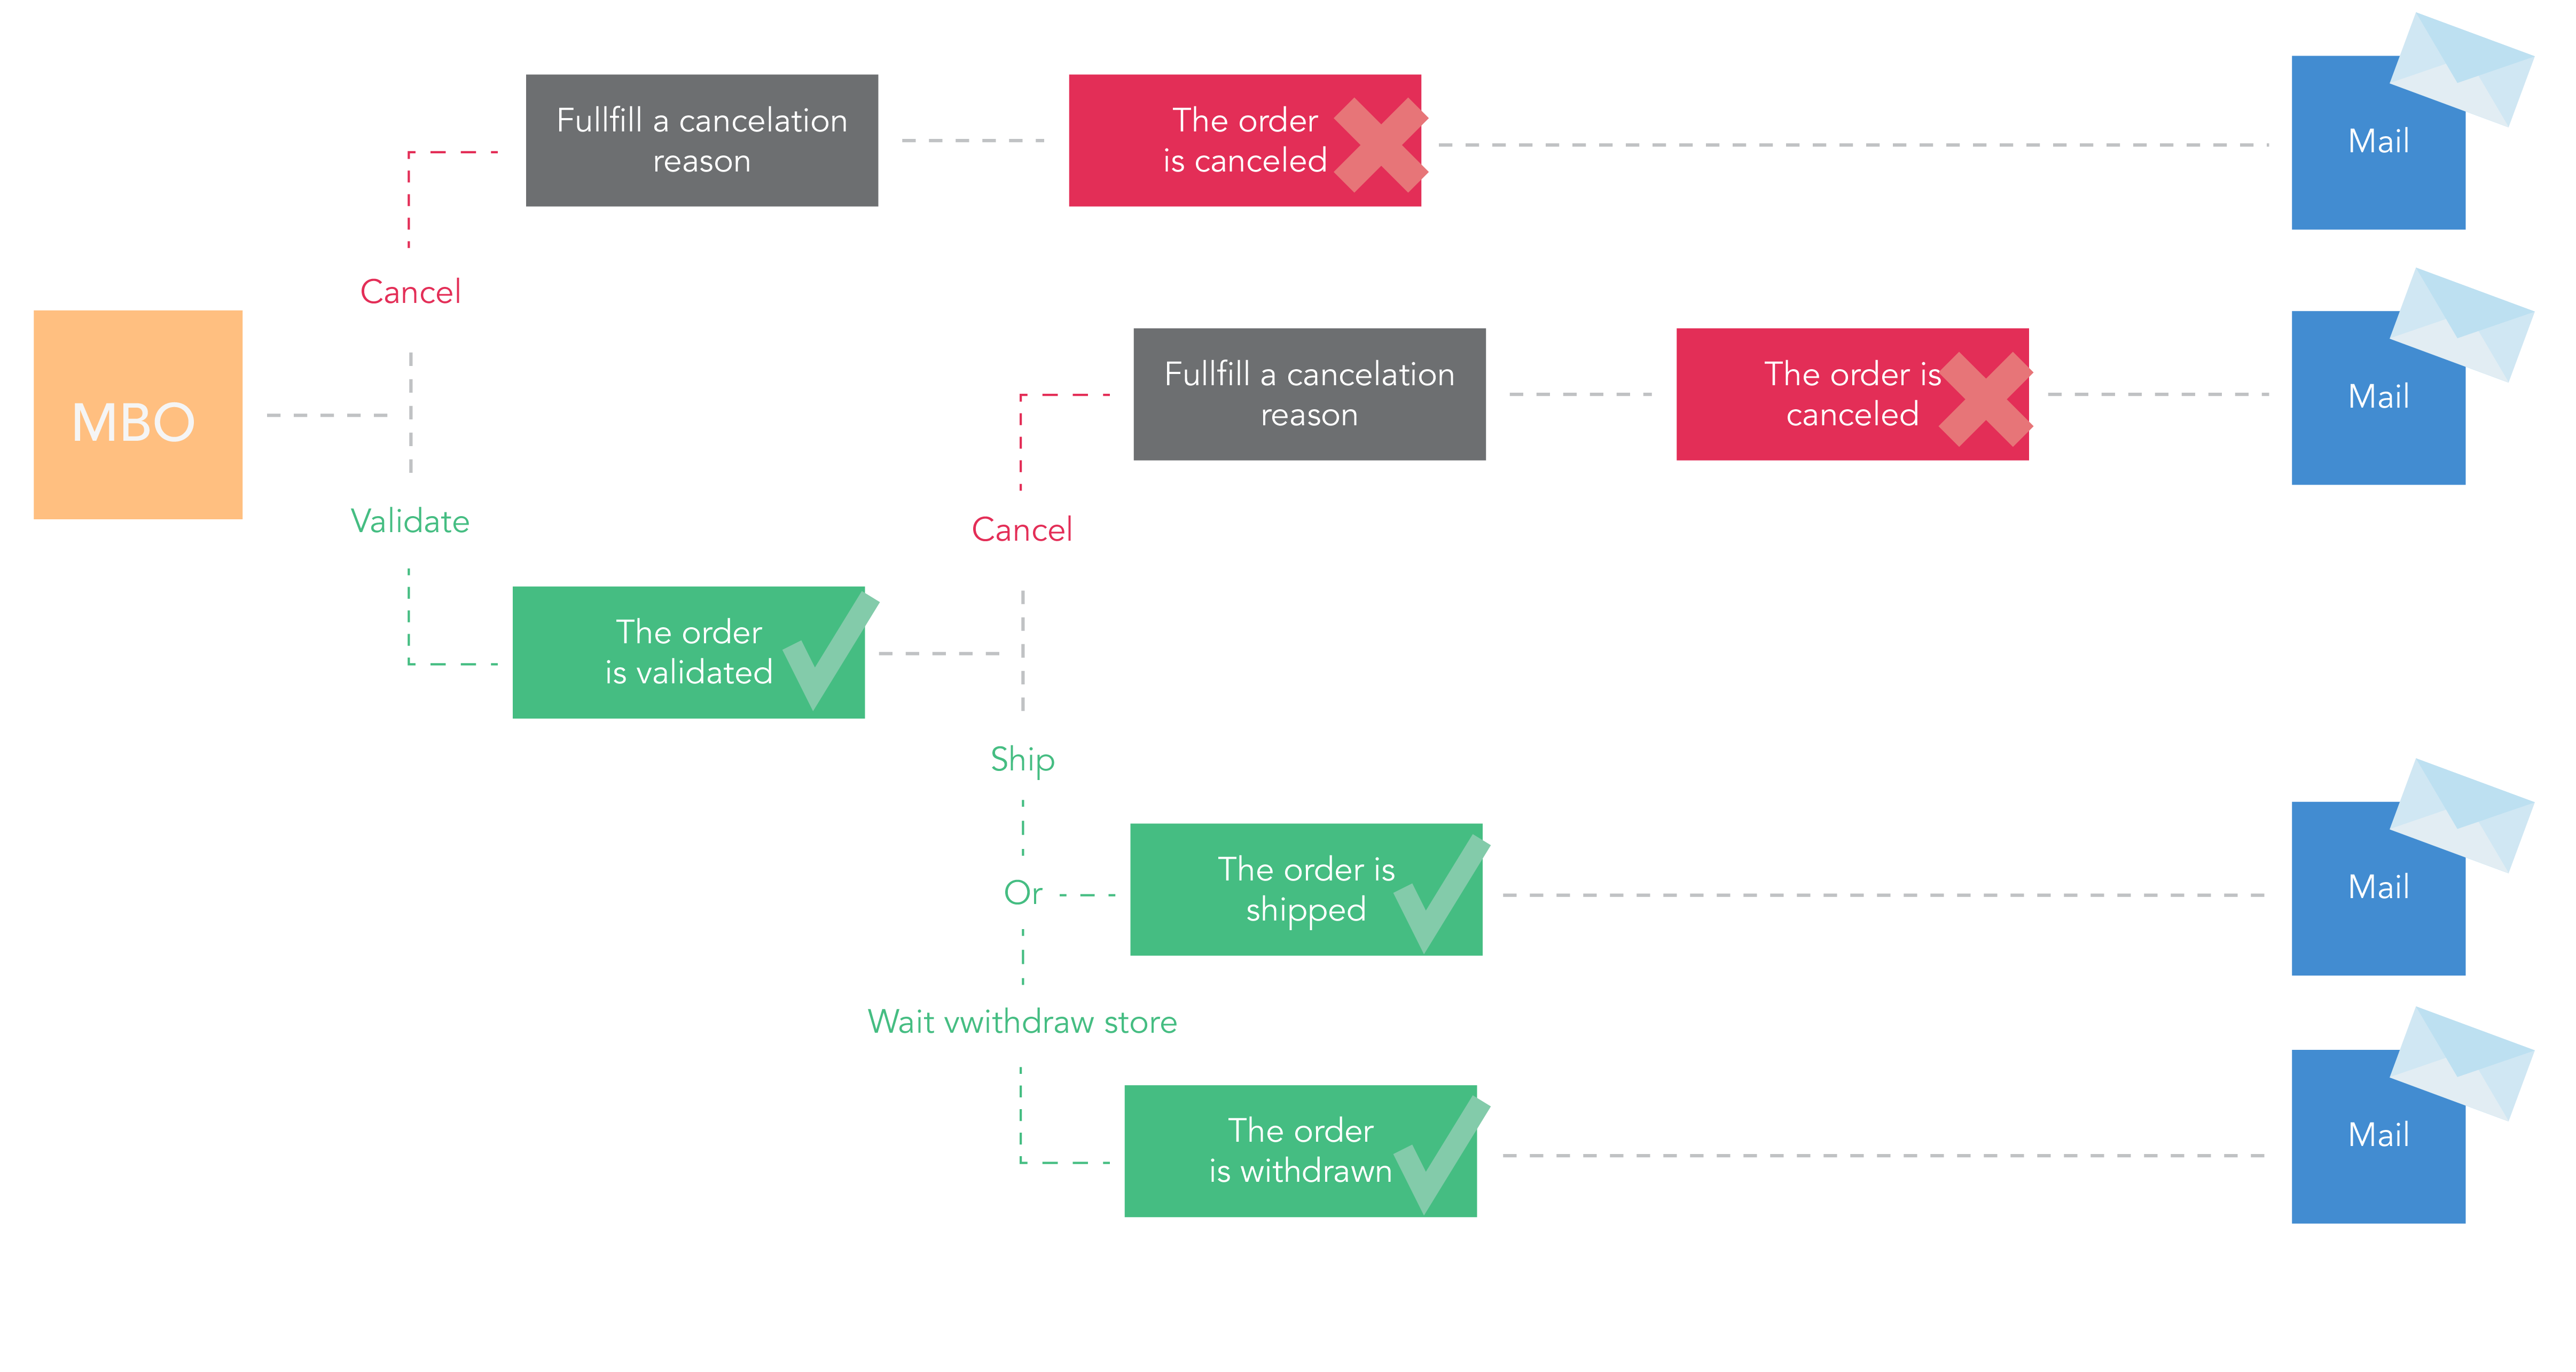 Fullfill a cancelation
reason
The order
is canceled
Mail
Cancel
MBO
Fullfill a cancelation
reason
The order is
canceled
Mail
Validate
Cancel
The order
is validated
Ship
Or
The order is
shipped
Mail
Wait vwithdraw store
The order
is withdrawn
Mail